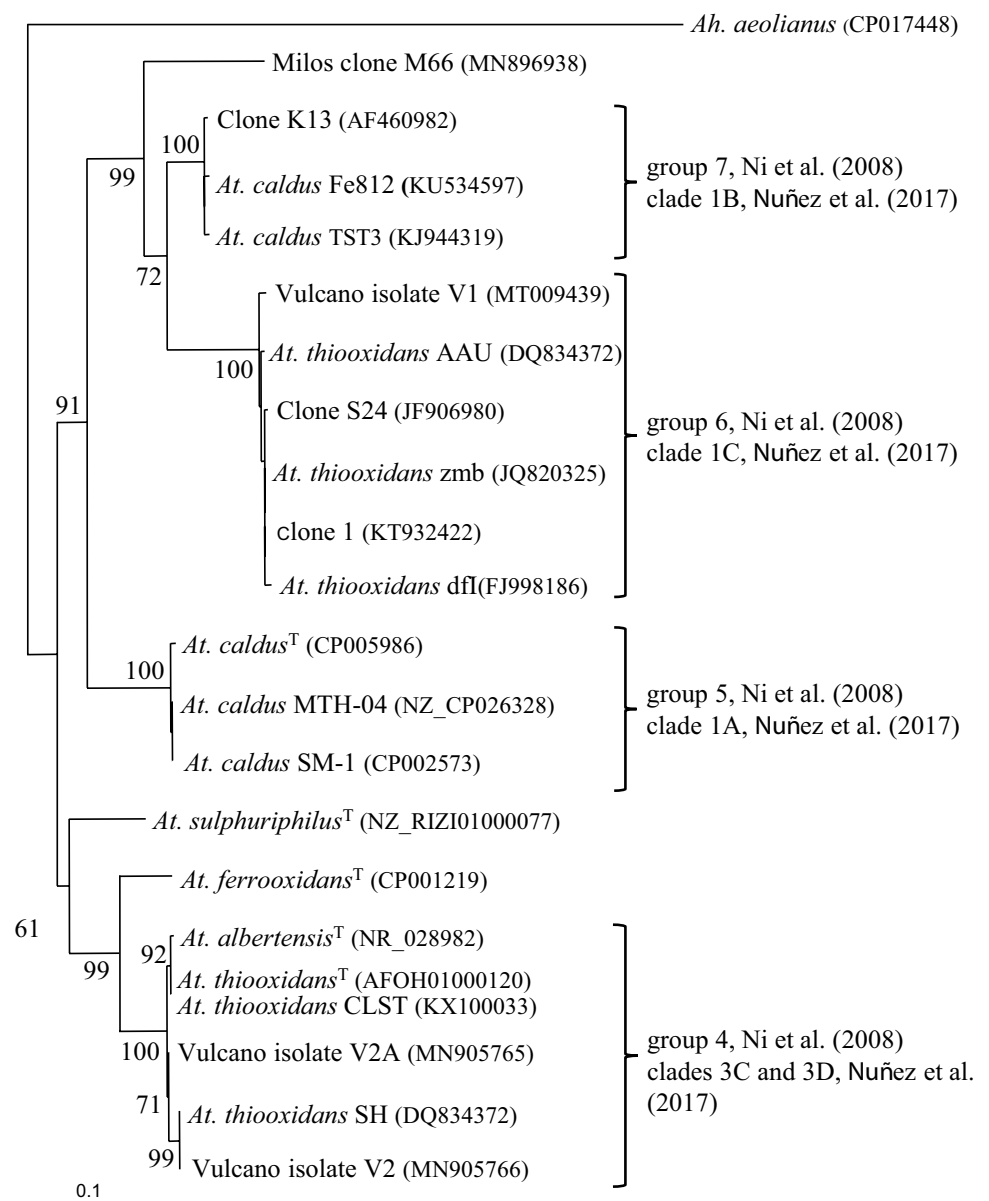 Ah. aeolianus (CP017448)
Milos clone M66 (MN896938)
Clone K13 (AF460982)
100
99
At. caldus Fe812 (KU534597)
group 7, Ni et al. (2008)
clade 1B, Nuñez et al. (2017)
At. caldus TST3 (KJ944319)
72
Vulcano isolate V1 (MT009439)
At. thiooxidans AAU (DQ834372)
100
Clone S24 (JF906980)
91
group 6, Ni et al. (2008)
clade 1C, Nuñez et al. (2017)
At. thiooxidans zmb (JQ820325)
clone 1 (KT932422)
At. thiooxidans dfI(FJ998186)
At. caldusT (CP005986)
100
At. caldus MTH-04 (NZ_CP026328)
group 5, Ni et al. (2008)
clade 1A, Nuñez et al. (2017)
At. caldus SM-1 (CP002573)
At. sulphuriphilusT (NZ_RIZI01000077)
At. ferrooxidansT (CP001219)
61
At. albertensisT (NR_028982)
92
99
At. thiooxidansT (AFOH01000120)
At. thiooxidans CLST (KX100033)
100
Vulcano isolate V2A (MN905765)
group 4, Ni et al. (2008)
clades 3C and 3D, Nuñez et al.
(2017)
71
At. thiooxidans SH (DQ834372)
99
Vulcano isolate V2 (MN905766)
0.1